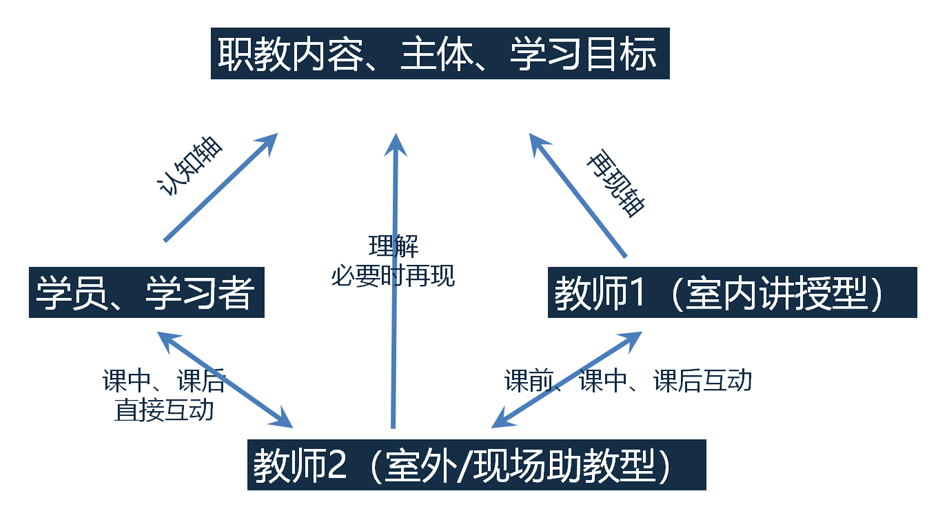 职教内容、主体、学习目标
认知轴
再现轴
理解
必要时再现
学员、学习者
教师1（室内讲授型）
课中、课后
直接互动
课前、课中、课后互动
教师2（室外/现场助教型）